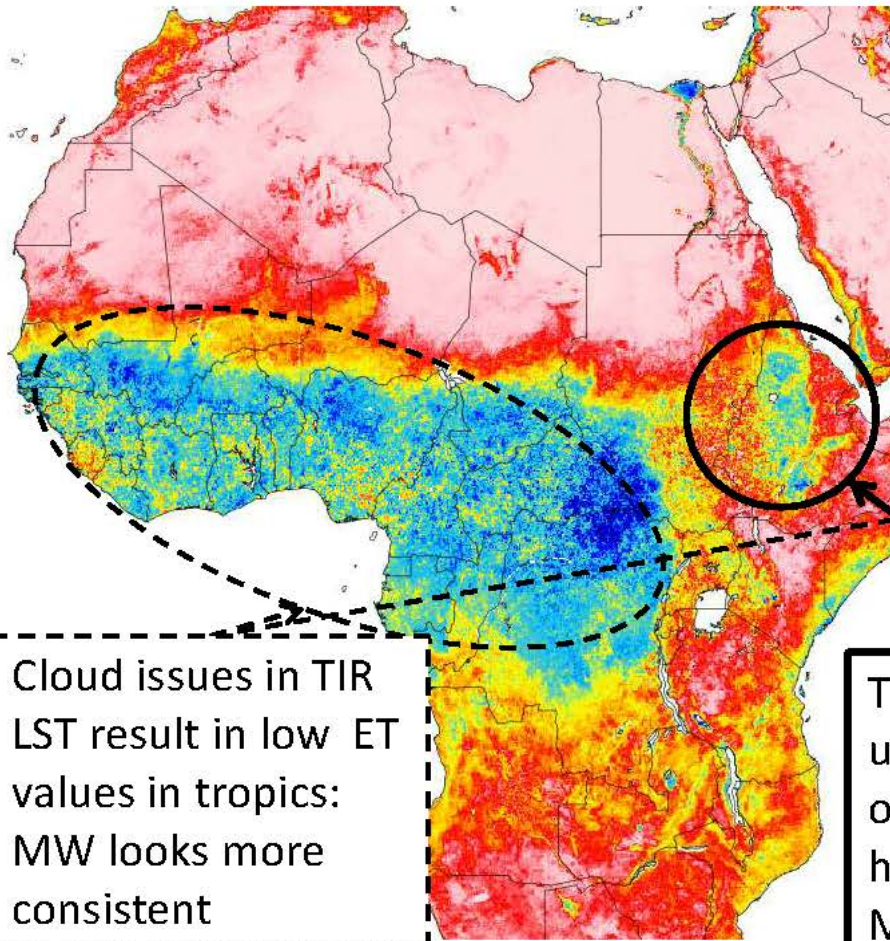 Cloud issues in TIR
LST result in low ET
values in tropics:
MW looks more
consistent